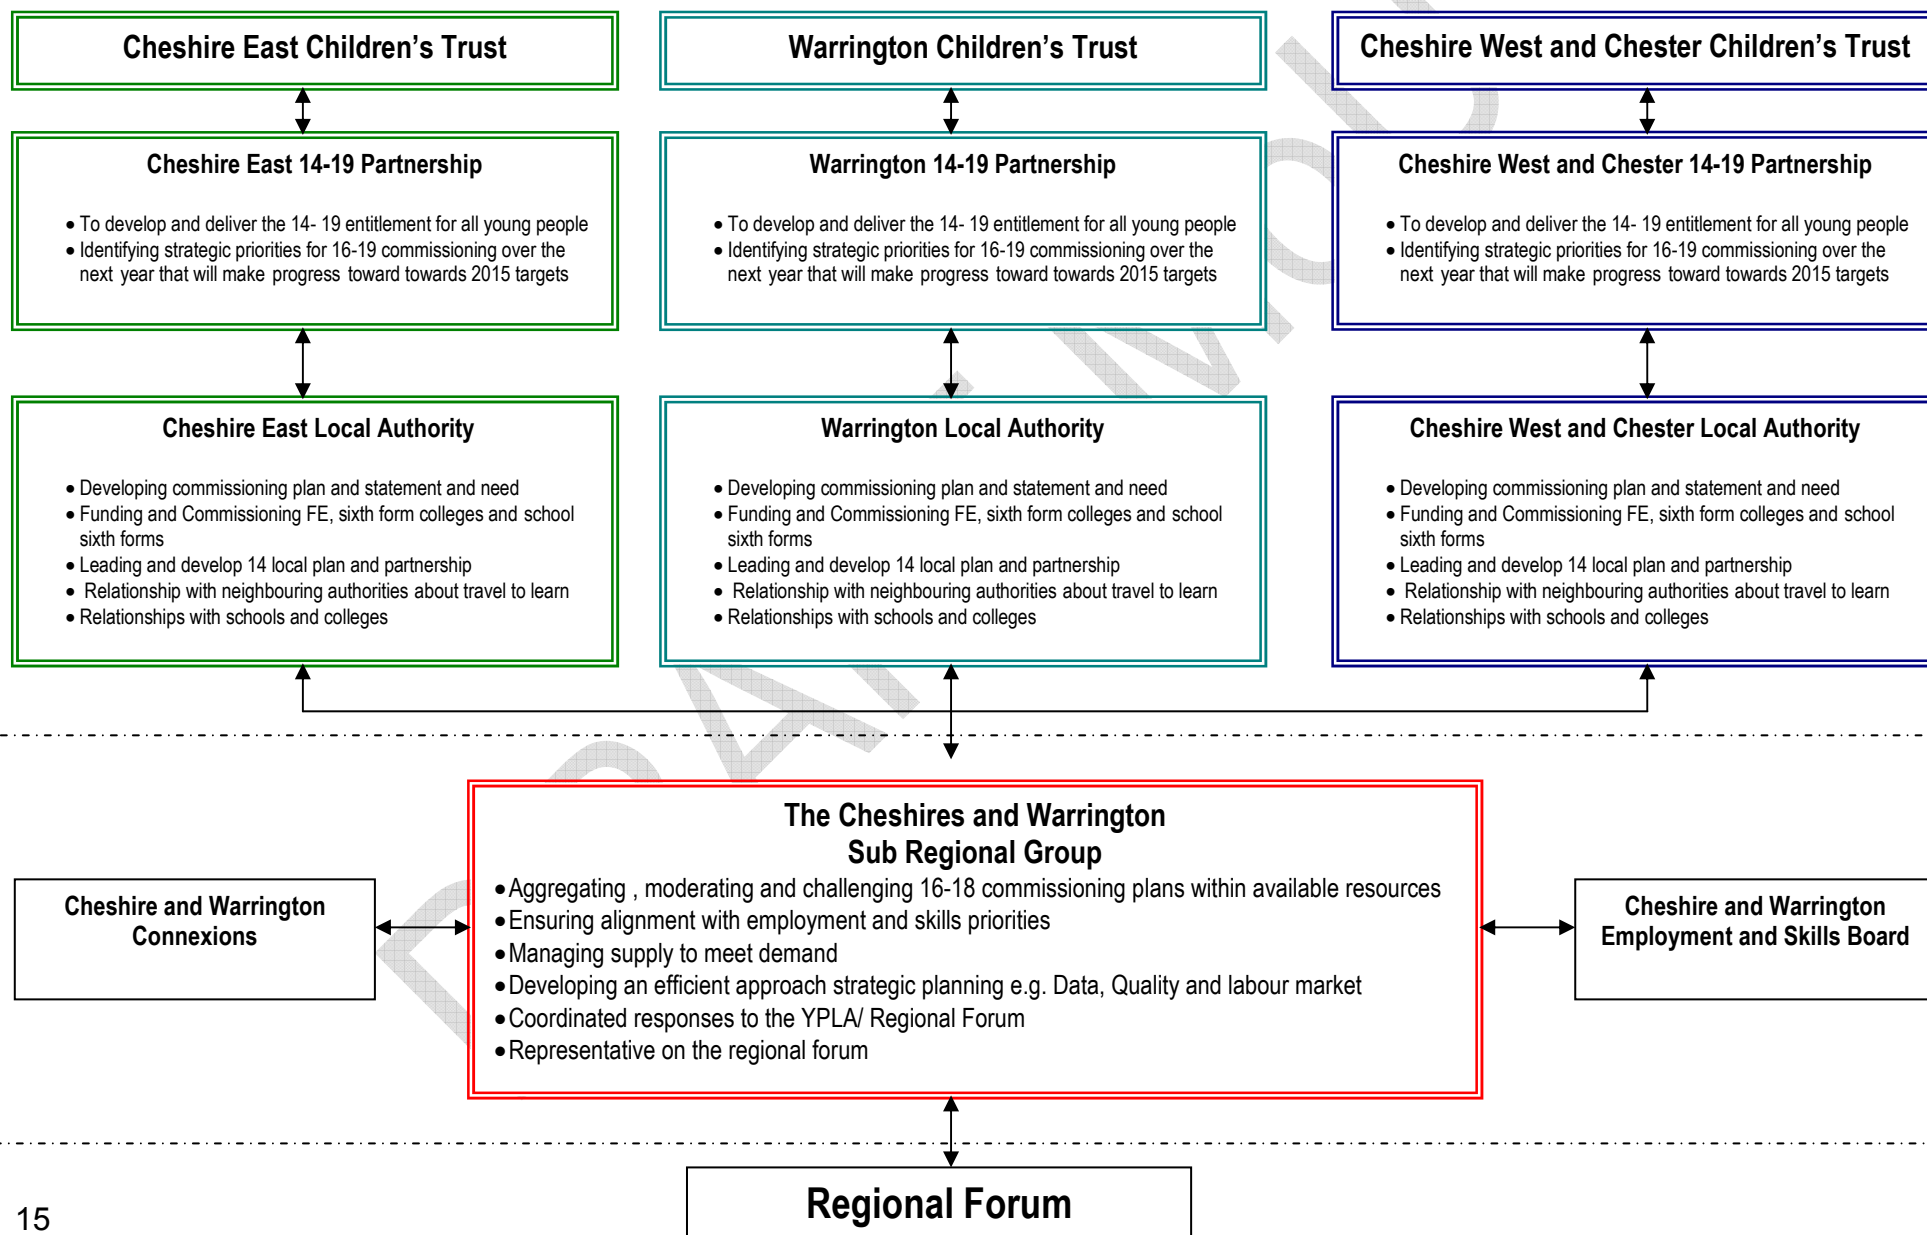 Cheshire East Children’s Trust
Warrington Children’s Trust
Cheshire West and Chester Children’s Trust
Cheshire East 14-19 Partnership
• To develop and deliver the 14- 19 entitlement for all young people
• Identifying strategic priorities for 16-19 commissioning over the
next year that will make progress toward towards 2015 targets
Warrington 14-19 Partnership
• To develop and deliver the 14- 19 entitlement for all young people
• Identifying strategic priorities for 16-19 commissioning over the
next year that will make progress toward towards 2015 targets
Cheshire West and Chester 14-19 Partnership
• To develop and deliver the 14- 19 entitlement for all young people
• Identifying strategic priorities for 16-19 commissioning over the
next year that will make progress toward towards 2015 targets
Cheshire East Local Authority
• Developing commissioning plan and statement and need
• Funding and Commissioning FE, sixth form colleges and school
sixth forms
• Leading and develop 14 local plan and partnership
• Relationship with neighbouring authorities about travel to learn
• Relationships with schools and colleges
Warrington Local Authority
• Developing commissioning plan and statement and need
• Funding and Commissioning FE, sixth form colleges and school
sixth forms
• Leading and develop 14 local plan and partnership
• Relationship with neighbouring authorities about travel to learn
• Relationships with schools and colleges
Cheshire West and Chester Local Authority
• Developing commissioning plan and statement and need
• Funding and Commissioning FE, sixth form colleges and school
sixth forms
• Leading and develop 14 local plan and partnership
• Relationship with neighbouring authorities about travel to learn
• Relationships with schools and colleges
The Cheshires and Warrington
Sub Regional Group
• Aggregating , moderating and challenging 16-18 commissioning plans within available resources
• Ensuring alignment with employment and skills priorities
• Managing supply to meet demand
• Developing an efficient approach strategic planning e.g. Data, Quality and labour market
• Coordinated responses to the YPLA/ Regional Forum
• Representative on the regional forum
Cheshire and Warrington
Connexions
Cheshire and Warrington
Employment and Skills Board
Regional Forum
15